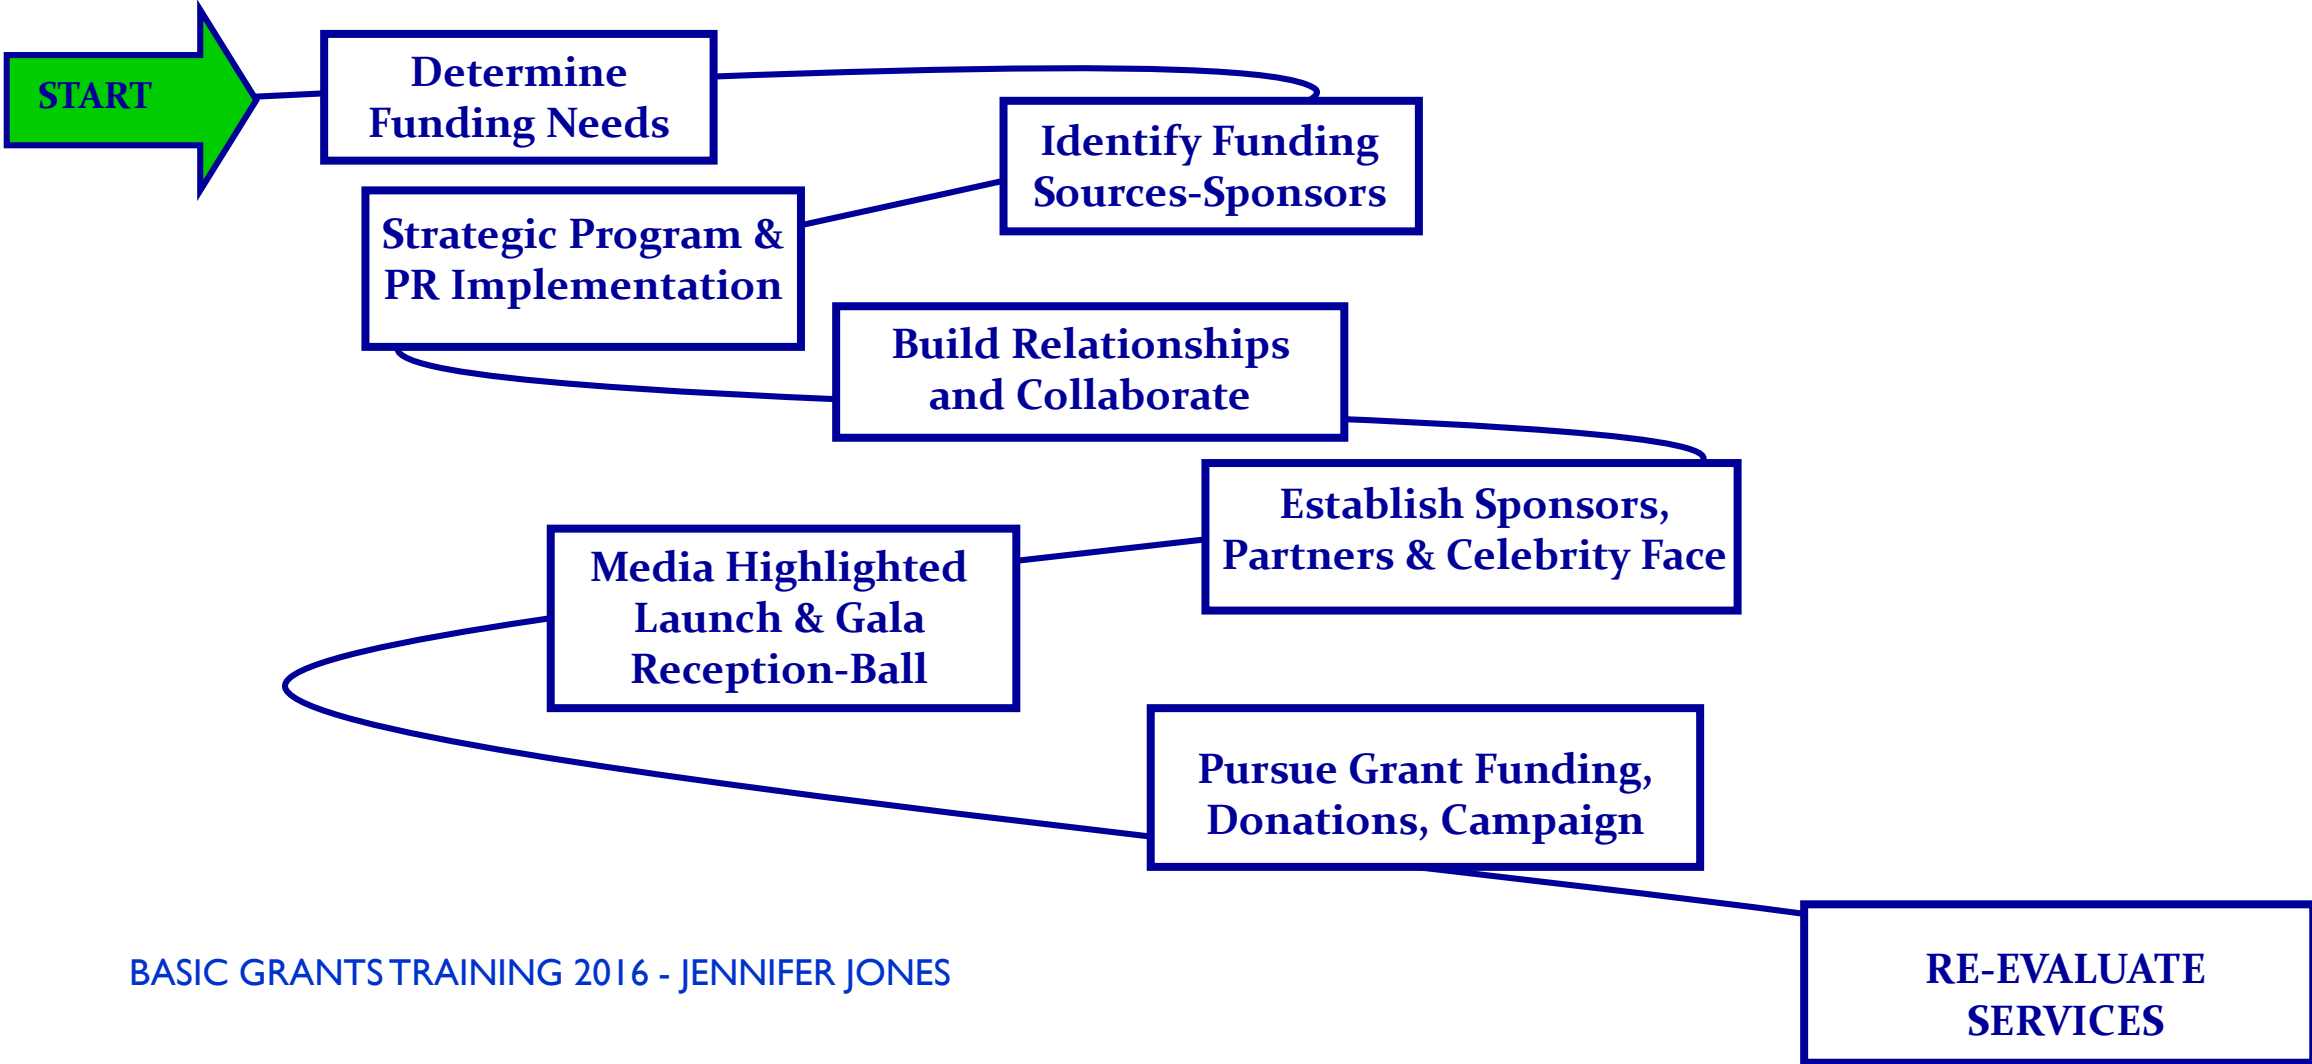 START
Determine
Funding Needs
Identify Funding
Sources-Sponsors
Strategic Program &
PR Implementation
Build Relationships
and Collaborate
Establish Sponsors,
Partners & Celebrity Face
Media Highlighted
Launch & Gala
Reception-Ball
Pursue Grant Funding,
Donations, Campaign
RE-EVALUATE
SERVICES
BASIC GRANTS TRAINING 2016 - JENNIFER JONES